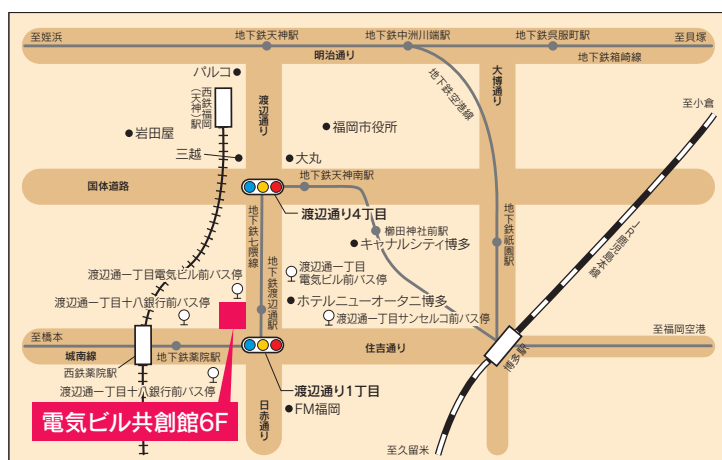 至姪浜
地下鉄天神駅
地下鉄中洲川端駅
地下鉄呉服町駅
至貝塚
明治通り
地下鉄箱崎線
パルコ
西鉄福岡
(天神)駅
渡辺通り
地下鉄空港線
大博通り
至小倉
岩田屋
福岡市役所
三越
大丸
国体道路
地下鉄天神南駅
渡辺通り4丁目
櫛田神社前駅
キャナルシティ博多
地下鉄七隈線
地下鉄祇園駅
JR鹿児島本線
渡辺通一丁目電気ビル前バス停
渡辺通一丁目
電気ビル前バス停
渡辺通一丁目十八銀行前バス停
地下鉄渡辺通駅
ホテルニューオータニ博多
渡辺通一丁目サンセルコ前バス停
至橋本
城南線
地下鉄薬院駅
住吉通り
至福岡空港
西鉄薬院駅
博多駅
渡辺通一丁目十八銀行前バス停
渡辺通り1丁目
日赤通り
FM福岡
電気ビル共創館6F
至久留米